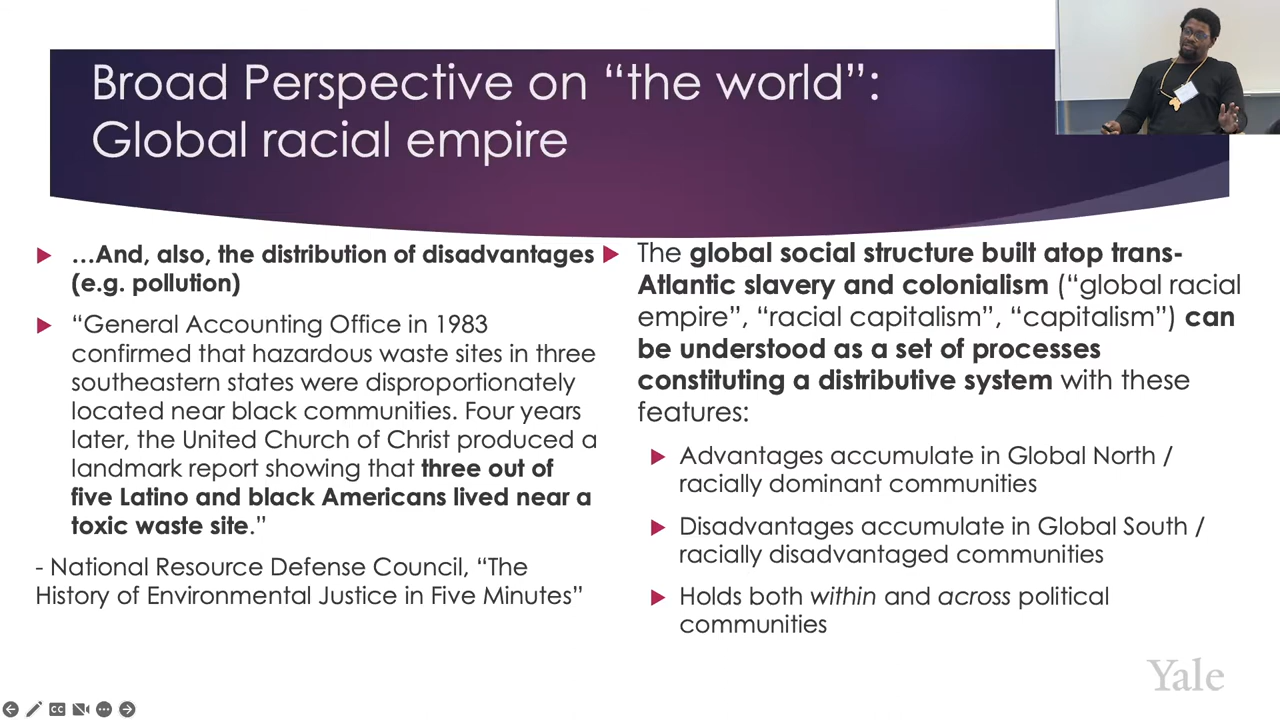 Broad Perspective on “the world”:
Global racial empire
…And, also, the distribution of disadvantages
(e.g. pollution)
“General Accounting Office in 1983
confirmed that hazardous waste sites in three
southeastern states were disproportionately
located near black communities. Four years
later, the United Church of Christ produced a
landmark report showing that three out of
five Latino and black Americans lived near a
toxic waste site.”
- National Resource Defense Council, “The
History of Environmental Justice in Five Minutes”
The global social structure built atop trans-
Atlantic slavery and colonialism (“global racial
empire”, “racial capitalism”, “capitalism”) can
be understood as a set of processes
constituting a distributive system with these
features:
Advantages accumulate in Global North /
racially dominant communities
Disadvantages accumulate in Global South /
racially disadvantaged communities
Holds both within and across political
communities
Yale
CC